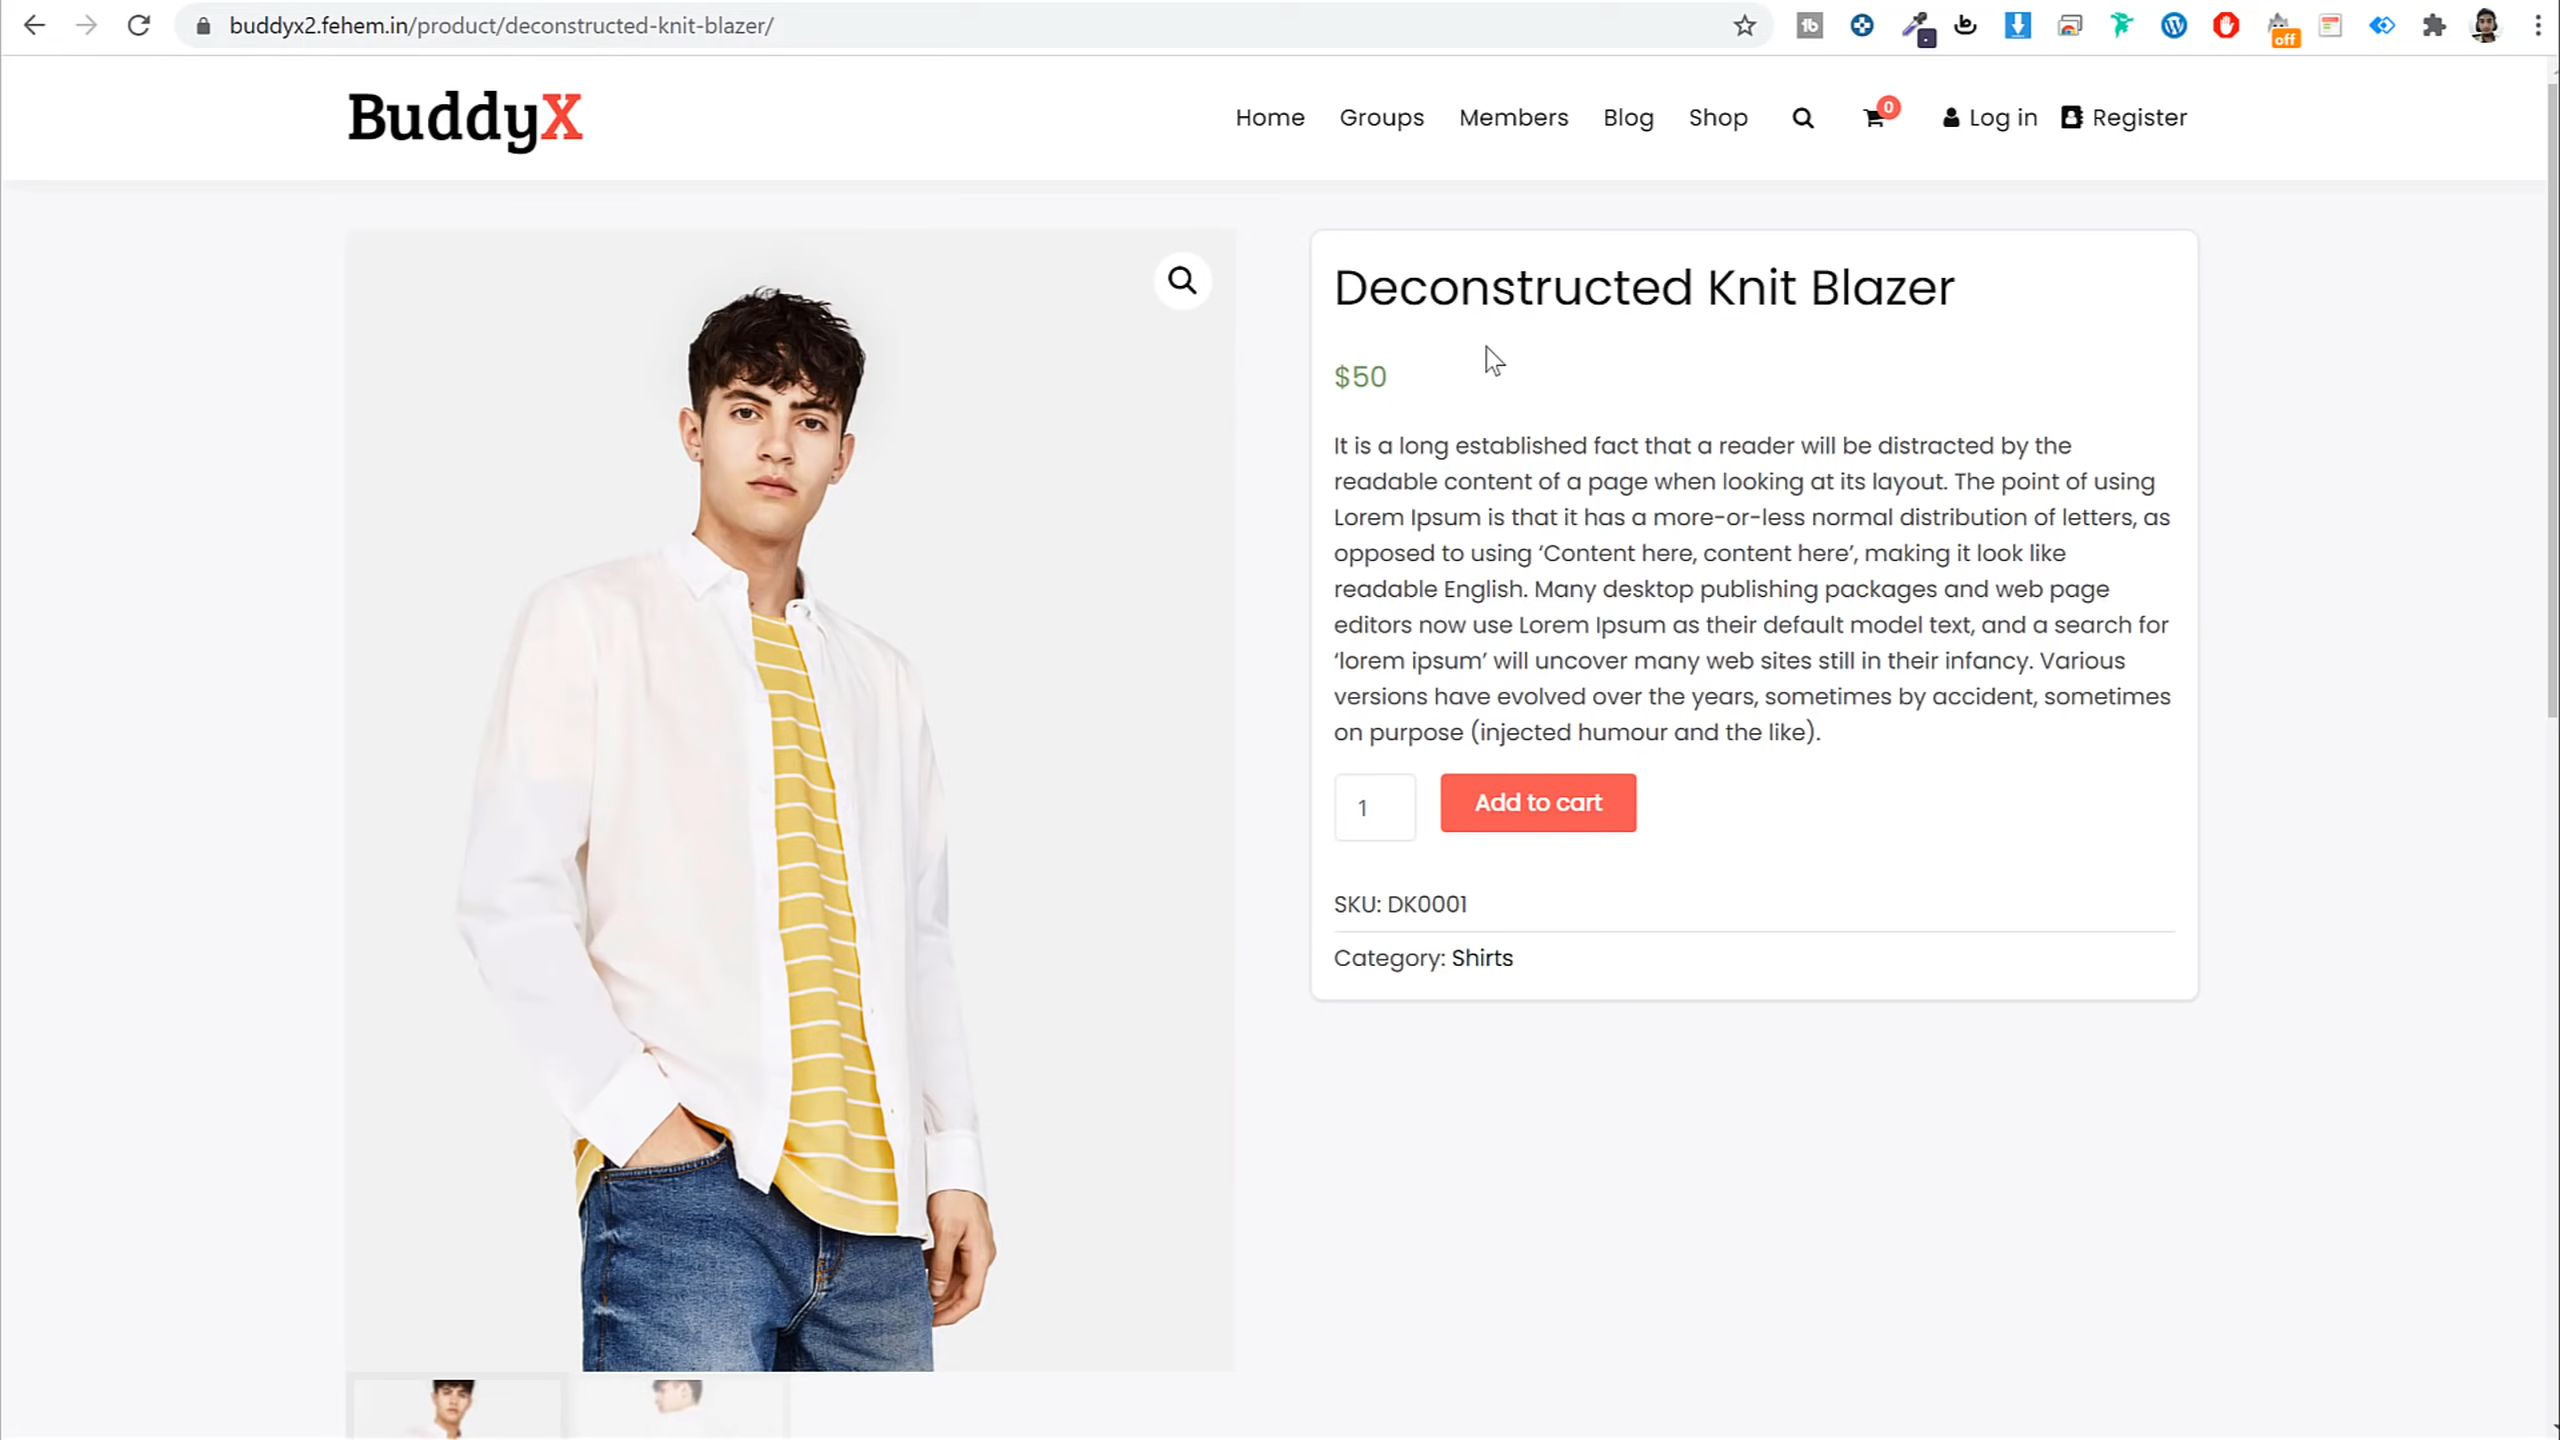 buddyx2.fehem.in/product/deconstructed-knit-blazer/
off
BuddyX
Home Groups Members Blog Shop 0 Log in Register
Deconstructed Knit Blazer
$50
It is a long established fact that a reader will be distracted by the
readable content of a page when looking at its layout. The point of using
Lorem Ipsum is that it has a more-or-less normal distribution of letters, as
opposed to using ‘Content here, content here’, making it look like
readable English. Many desktop publishing packages and web page
editors now use Lorem Ipsum as their default model text, and a search for
‘lorem ipsum’ will uncover many web sites still in their infancy. Various
versions have evolved over the years, sometimes by accident, sometimes
on purpose (injected humour and the like).
1 Add to cart
SKU: DK0001
Category: Shirts